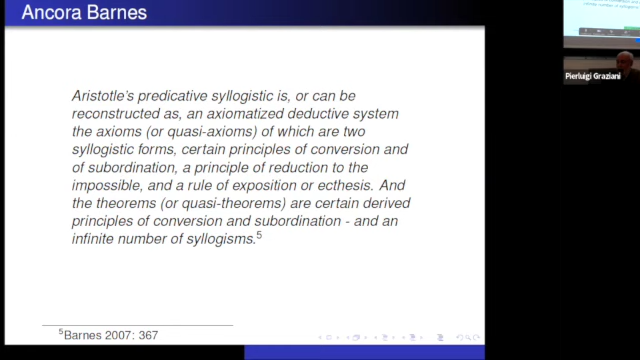 Ancora Barnes
Aristotle's predicative syllogistic is, or can be
reconstructed as, an axiomatized deductive system
the axioms (or quasi-axioms) of which are two
syllogistic forms, certain principles of conversion and
of subordination, a principle of reduction to the
impossible, and a rule of exposition or ecthesis. And
the theorems (or quasi-theorems) are certain derived
principles of conversion and subordination - and an
infinite number of syllogisms.5
5Barnes 2007: 367
Pierluigi Graziani